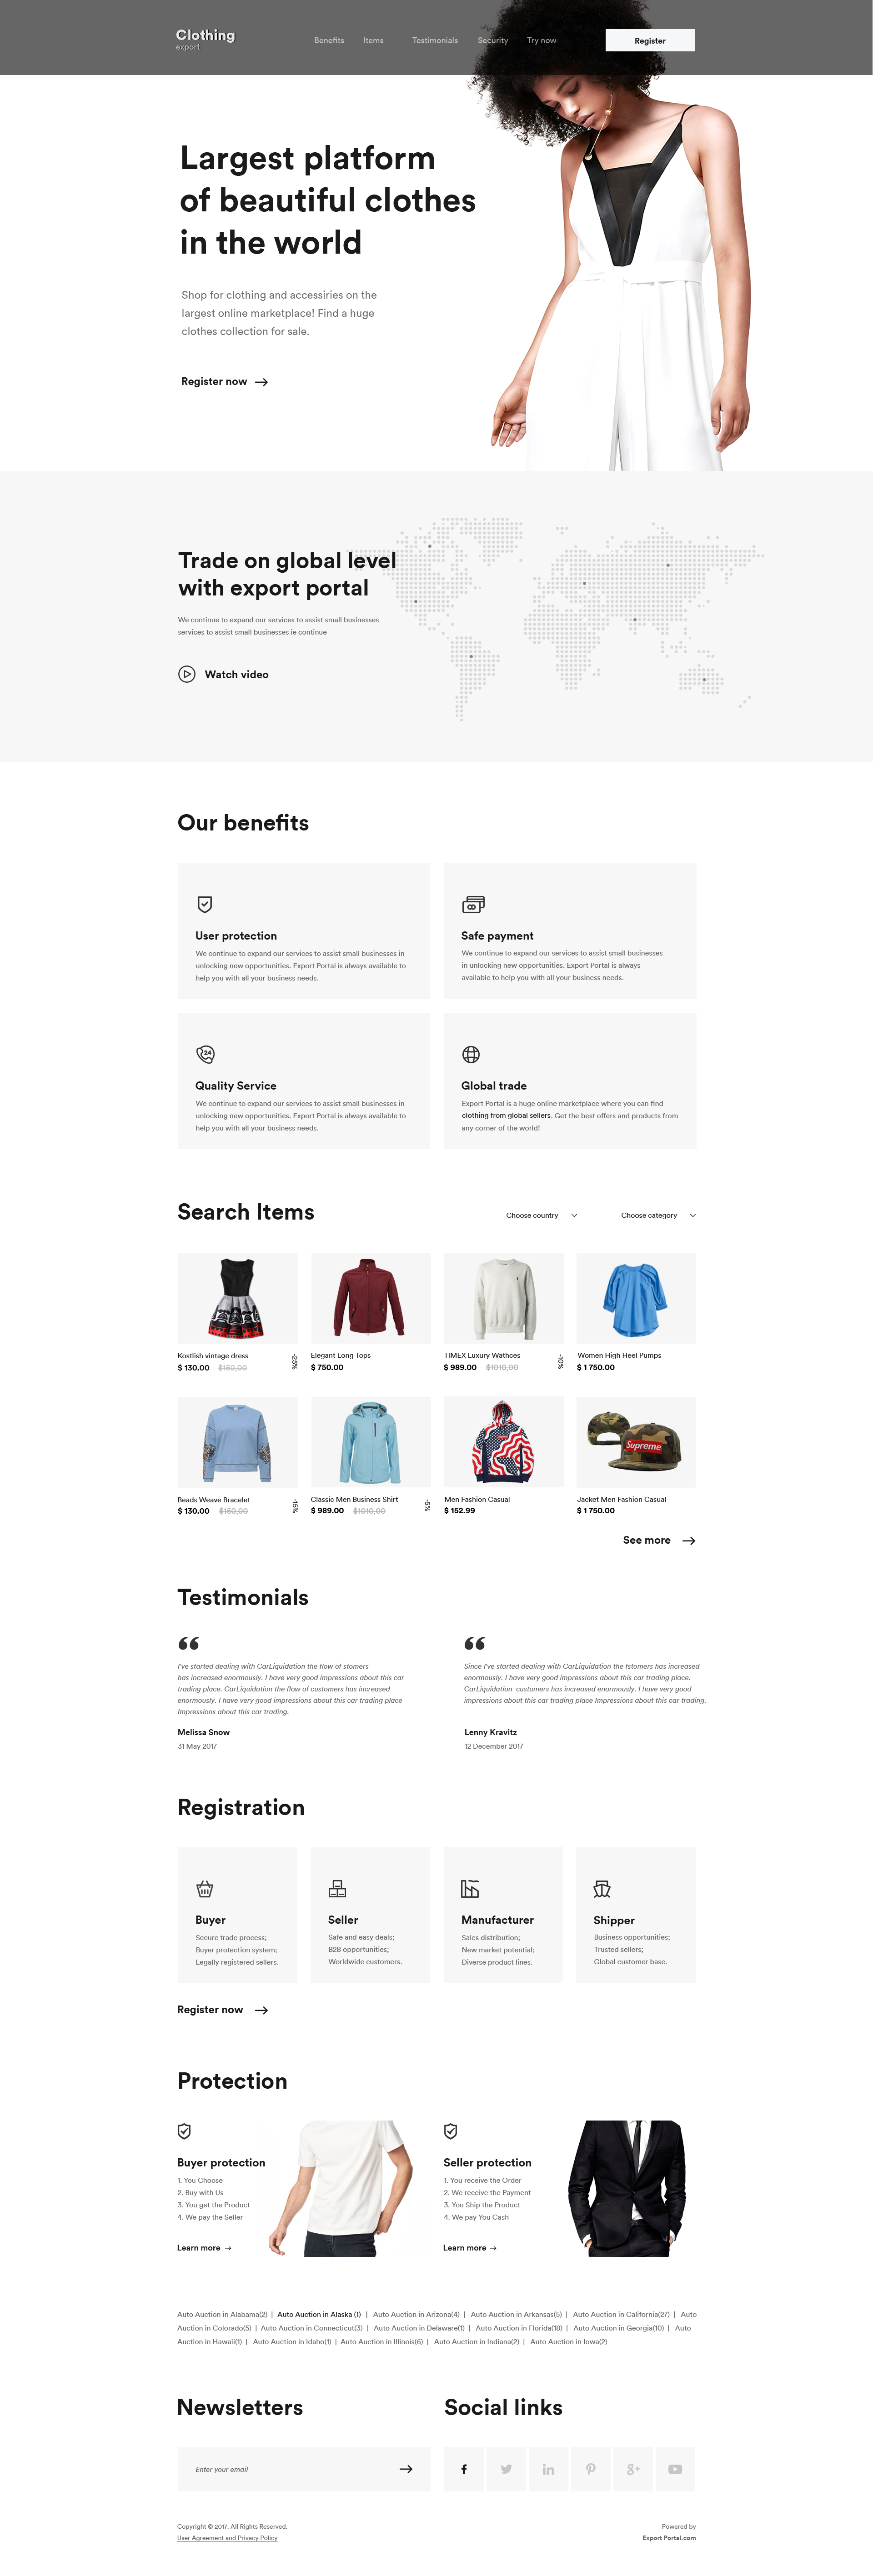 Clothing
export
Benefits Items Testimonials Security Try now Register
Largest platform
of beautiful clothes
in the world
Shop for clothing and accessiries on the
largest online marketplace! Find a huge
clothes collection for sale.
Register now
Trade on global level
with export portal
We continue to expand our services to assist small businesses
services to assist small businesses ie continue
Watch video
Our benefits
User protection
We continue to expand our services to assist small businesses in
unlocking new opportunities. Export Portal is always available to
help you with all your business needs.
Safe payment
We continue to expand our services to assist small businesses
in unlocking new opportunities. Export Portal is always
available to help you with all your business needs.
24
Quality Service
We continue to expand our services to assist small businesses in
unlocking new opportunities. Export Portal is always available to
help you with all your business needs.
Global trade
Export Portal is a huge online marketplace where you can find
clothing from global sellers. Get the best offers and products from
any corner of the world!
Search Items
Choose country
Choose category
Kostlish vintage dress
$ 130.00 $150,00
-25%
Elegant Long Tops
$ 750.00
TIMEX Luxury Wathces
$ 989.00 $1010,00
-10%
Women High Heel Pumps
$ 1 750.00
Supreme
Beads Weave Bracelet
$ 130.00 $150,00
-15%
Classic Men Business Shirt
$ 989.00 $1010,00
-5%
Men Fashion Casual
$ 152.99
Jacket Men Fashion Casual
$ 1 750.00
See more
Testimonials
I've started dealing with CarLiquidation the flow of stomers
has increased enormously. I have very good impressions about this car
trading place. CarLiquidation the flow of customers has increased
enormously. I have very good impressions about this car trading place
Impressions about this car trading.
Melissa Snow
31 May 2017
Since I've started dealing with CarLiquidation the fstomers has increased
enormously. I have very good impressions about this car trading place.
CarLiquidation customers has increased enormously. I have very good
impressions about this car trading place Impressions about this car trading.
Lenny Kravitz
12 December 2017
Registration
Buyer
Secure trade process;
Buyer protection system;
Legally registered sellers.
Seller
Safe and easy deals;
B2B opportunities;
Worldwide customers.
Manufacturer
Sales distribution;
New market potential;
Diverse product lines.
Shipper
Business opportunities;
Trusted sellers;
Global customer base.
Register now
Protection
Buyer protection
1. You Choose
2. Buy with Us
3. You get the Product
4. We pay the Seller
Learn more
Seller protection
1. You receive the Order
2. We receive the Payment
3. You Ship the Product
4. We pay You Cash
Learn more
Auto Auction in Alabama(2) | Auto Auction in Alaska (1) | Auto Auction in Arizona(4) | Auto Auction in Arkansas(5) | Auto Auction in California(27) | Auto
Auction in Colorado(5) | Auto Auction in Connecticut(3) | Auto Auction in Delaware(1) | Auto Auction in Florida(18) | Auto Auction in Georgia(10) | Auto
Auction in Hawaii(1) | Auto Auction in Idaho(1) | Auto Auction in Illinois(6) | Auto Auction in Indiana(2) | Auto Auction in Iowa(2)
Newsletters
Enter your email
Social links
Copyright © 2017. All Rights Reserved.
User Agreement and Privacy Policy
Powered by
Export Portal.com